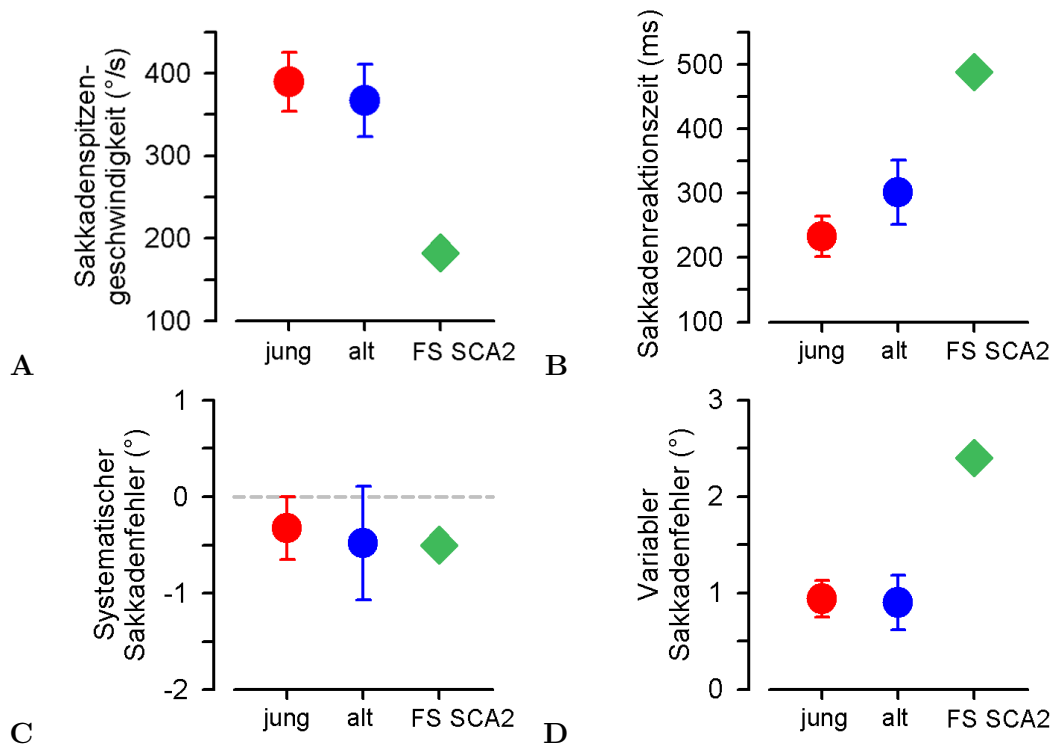 Sakkadenspitzen-
geschwindigkeit (°/s)
400
300
200
100
jung alt FS SCA2
A
Sakkadenreaktionszeit (ms)
500
400
300
200
100
jung alt FS SCA2
B
Systematischer
Sakkadenfehler (°)
1
0
-1
-2
jung alt FS SCA2
C
Variabler
Sakkadenfehler (°)
3
2
1
0
jung alt FS SCA2
D